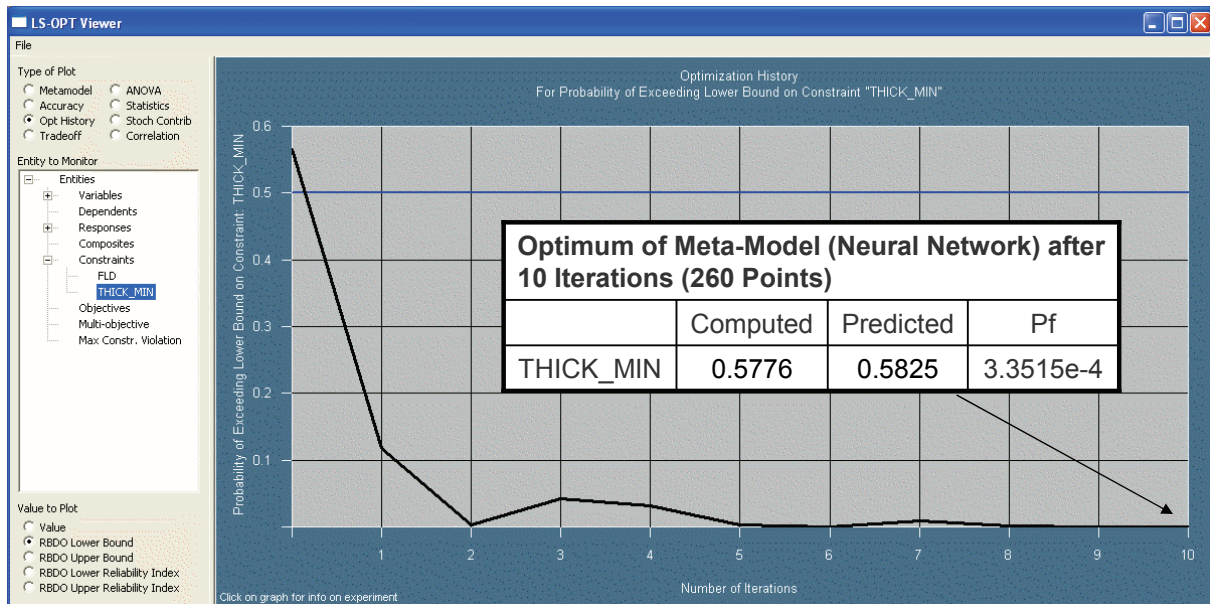 LS-OPT Viewer
File
Type of Plot
Metamodel ANOVA
Accuracy Statistics
Opt History Stoch Contrib
Tradeoff Correlation
Entity to Monitor
Entities
Variables
Dependents
Responses
Composites
Constraints
FLD
THICK_MIN
Objectives
Multi-objective
Max Constr. Violation
Value to Plot
Value
RBDO Lower Bound
RBDO Upper Bound
RBDO Lower Reliability Index
RBDO Upper Reliability Index
Optimization History
For Probability of Exceeding Lower Bound on Constraint "THICK_MIN"
Probability of Exceeding Lower Bound on Constraint: THICK_MIN
0.6
0.5
0.4
0.3
0.2
0.1
Optimum of Meta-Model (Neural Network) after
10 Iterations (260 Points)
Computed Predicted Pf
THICK_MIN 0.5776 0.5825 3.3515e-4
1 2 3 4 5 6 7 8 9 10
Number of Iterations
Click on graph for info on experiment